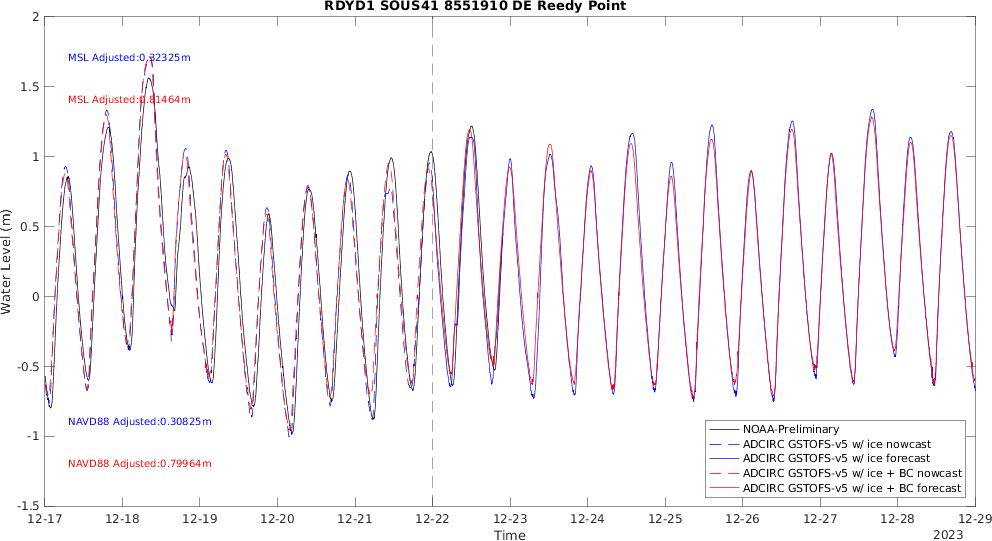 RDYD1 SOUS41 8551910 DE Reedy Point
Water Level (m)
2
1.5
1
0.5
0
-0.5
-1
-1.5
MSL Adjusted:0.32325m
MSL Adjusted:0.81464m
NAVD88 Adjusted:0.30825m
NAVD88 Adjusted:0.79964m
NOAA-Preliminary
ADCIRC GSTOFS-v5 w/ ice nowcast
ADCIRC GSTOFS-v5 w/ ice forecast
ADCIRC GSTOFS-v5 w/ ice + BC nowcast
ADCIRC GSTOFS-v5 w/ ice + BC forecast
12-17 12-18 12-19 12-20 12-21 12-22 12-23 12-24 12-25 12-26 12-27 12-28 12-29
Time
2023